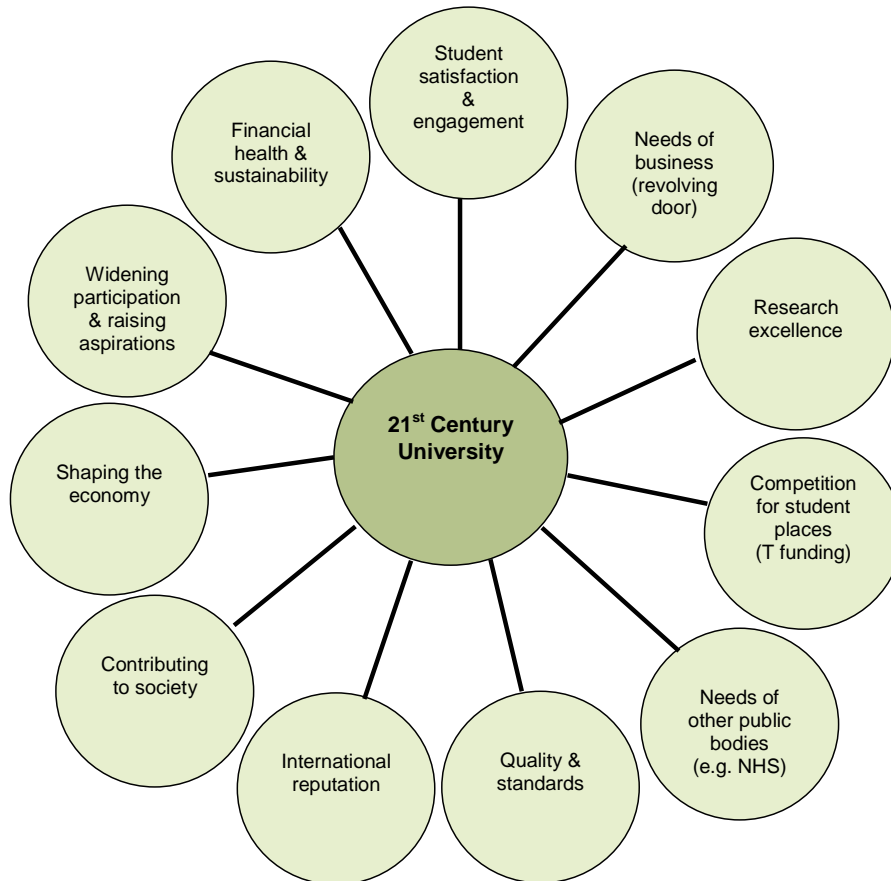 Student
satisfaction
&
engagement
Needs of
business
(revolving
door)
Research
excellence
Competition
for student
places
(T funding)
Needs of
other public
bodies
(e.g. NHS)
Quality &
standards
International
reputation
Contributing
to society
Shaping the
economy
Widening
participation
& raising
aspirations
Financial
health &
sustainability
21st Century
University